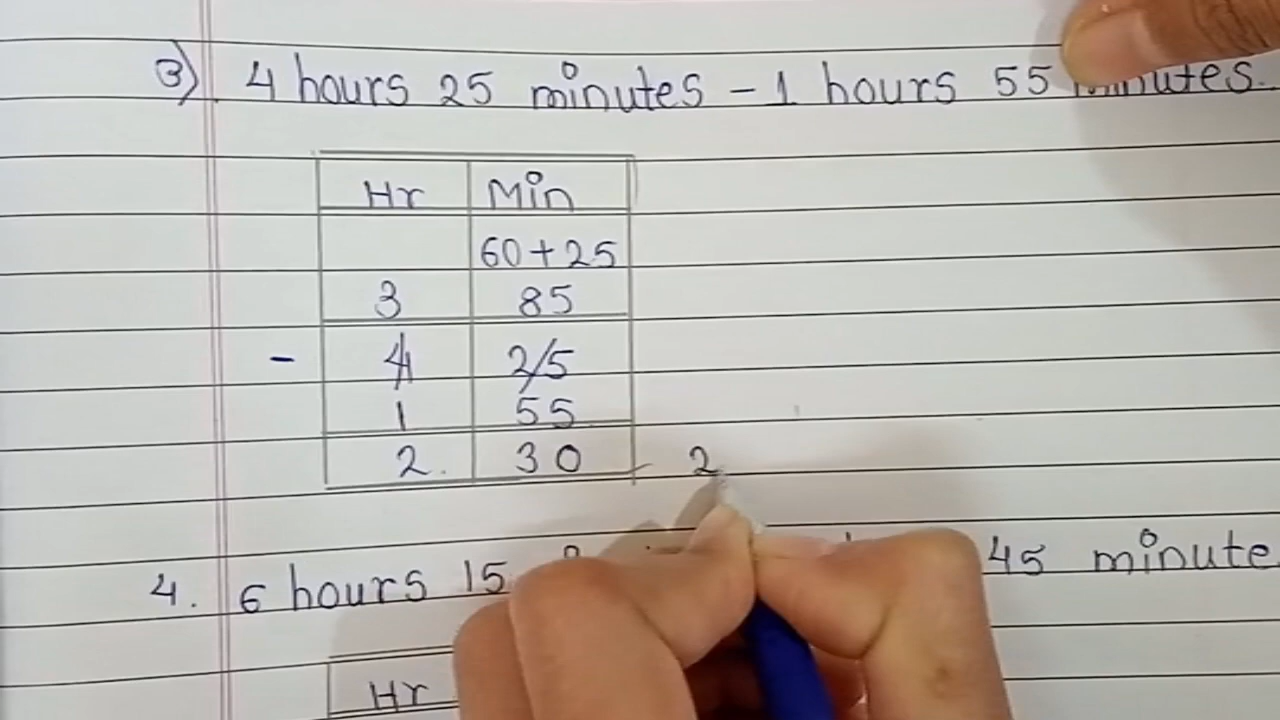 3) 4 hours 25 minutes - 1 hours 55 minutes.
Hr Min
60+25
3 85
- 4 25
1 55
2. 30 2
4. 6 hours 15 45 minute
Hr